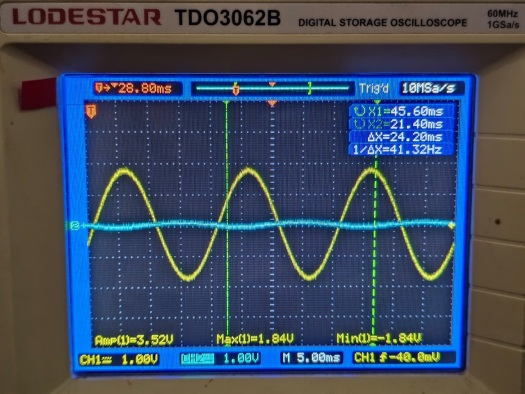 LODESTAR TDO3062B DIGITAL STORAGE OSCILLOSCOPE 60MHz
1GSa/s
28.80ms Trig'd 10MSa/s
X1=45.60ms
X2=21.40ms
ΔX=24.20ms
1/ΔX=41.32Hz
Amp(1)=3.52V Max(1)=1.84V Min(1)=-1.84V
CH1 1.00V CH2 1.00V M 5.00ms CH1 -40.0mV